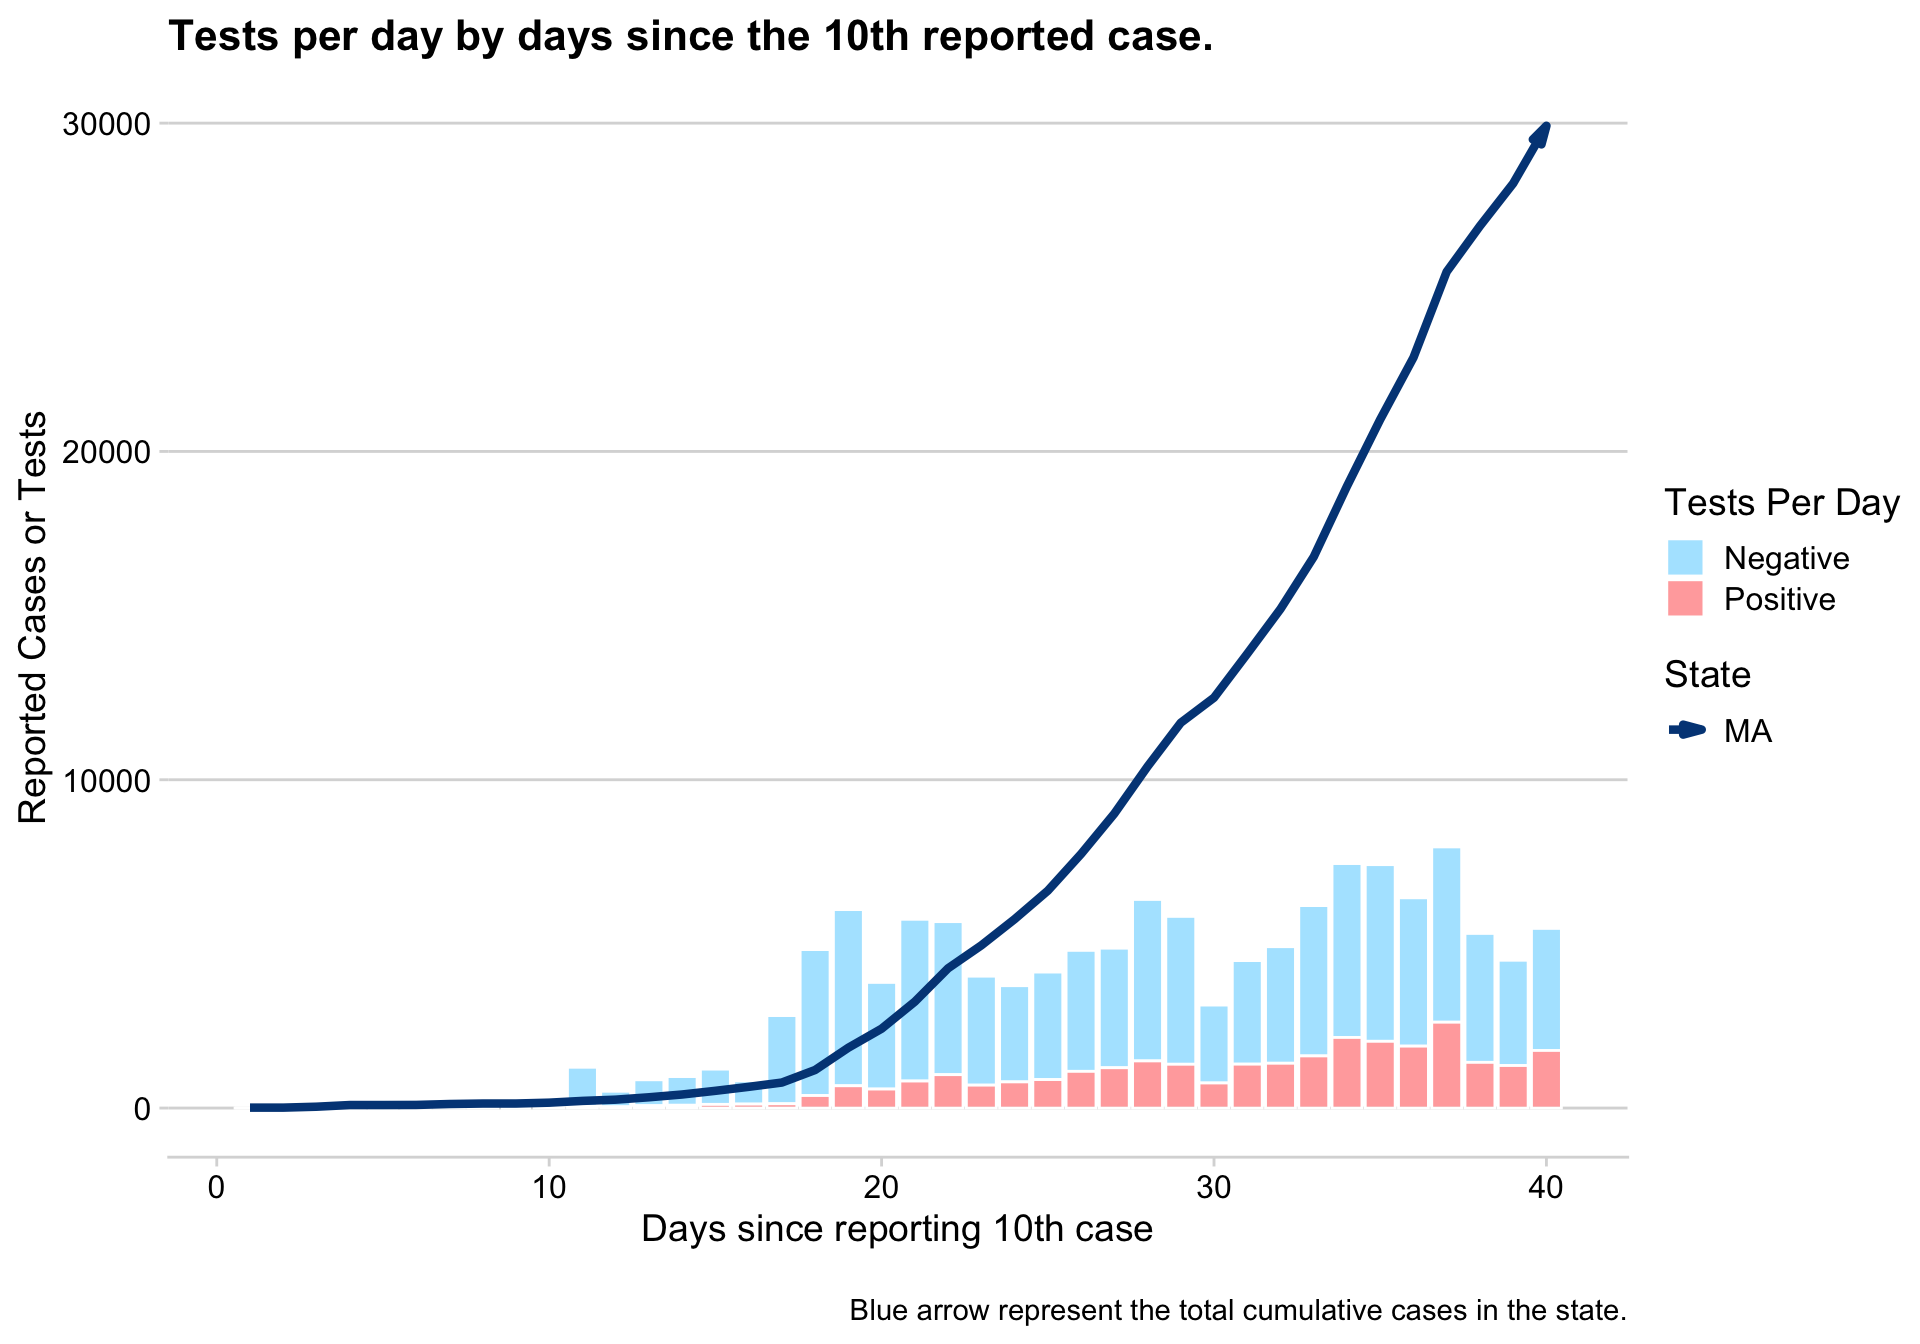 Tests per day by days since the 10th reported case.
30000
20000
10000
0
Reported Cases or Tests
0 10 20 30 40
Days since reporting 10th case
Tests Per Day
Negative
Positive
State
MA
Blue arrow represent the total cumulative cases in the state.